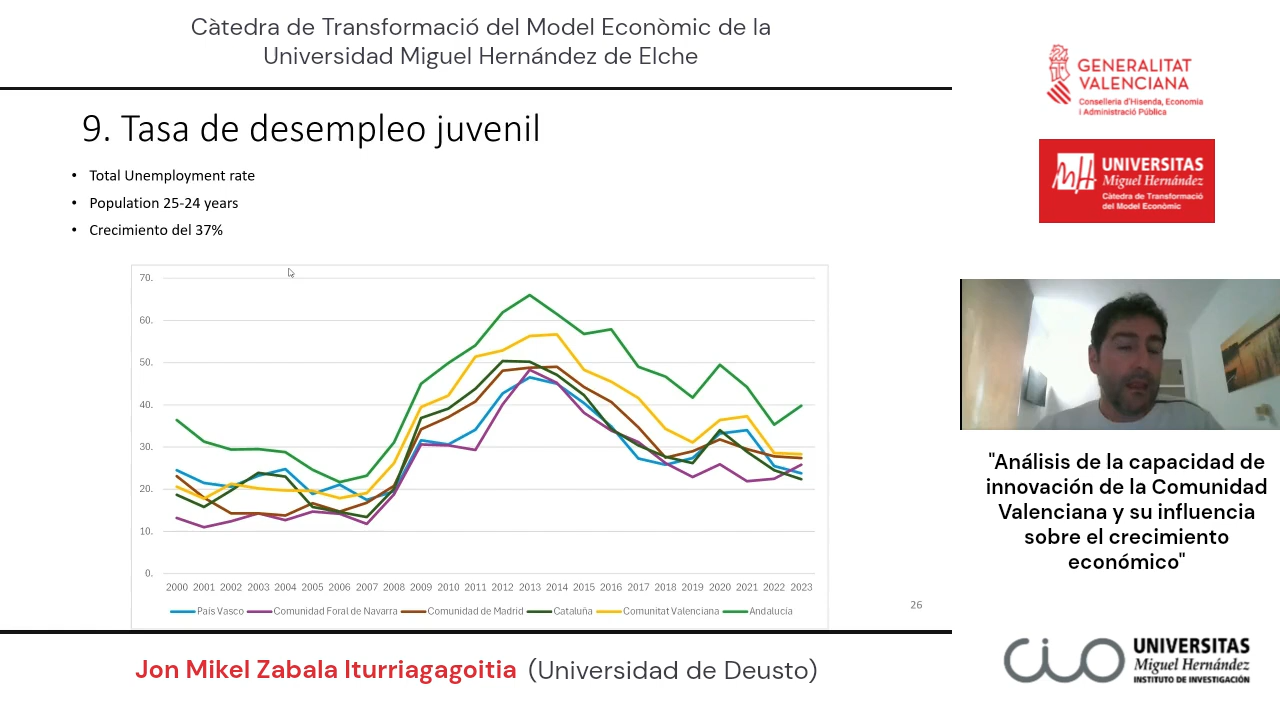 Càtedra de Transformació del Model Econòmic de la
Universidad Miguel Hernández de Elche
9. Tasa de desempleo juvenil
• Total Unemployment rate
• Population 25-24 years
• Crecimiento del 37%
70.
60.
50.
40.
30.
20.
10.
0.
2000 2001 2002 2003 2004 2005 2006 2007 2008 2009 2010 2011 2012 2013 2014 2015 2016 2017 2018 2019 2020 2021 2022 2023
País Vasco Comunidad Foral de Navarra Comunidad de Madrid Cataluña Comunitat Valenciana Andalucía
26
Jon Mikel Zabala Iturriagagoitia (Universidad de Deusto)
GENERALITAT
VALENCIANA
Conselleria d'Hisenda, Economia
i Administració Pública
UNIVERSITAS
Miguel Hernández
Càtedra de Transformació
del Model Econòmic
"Análisis de la capacidad de
innovación de la Comunidad
Valenciana y su influencia
sobre el crecimiento
económico"
CIO
UNIVERSITAS
Miguel Hernández
INSTITUTO DE INVESTIGACIÓN